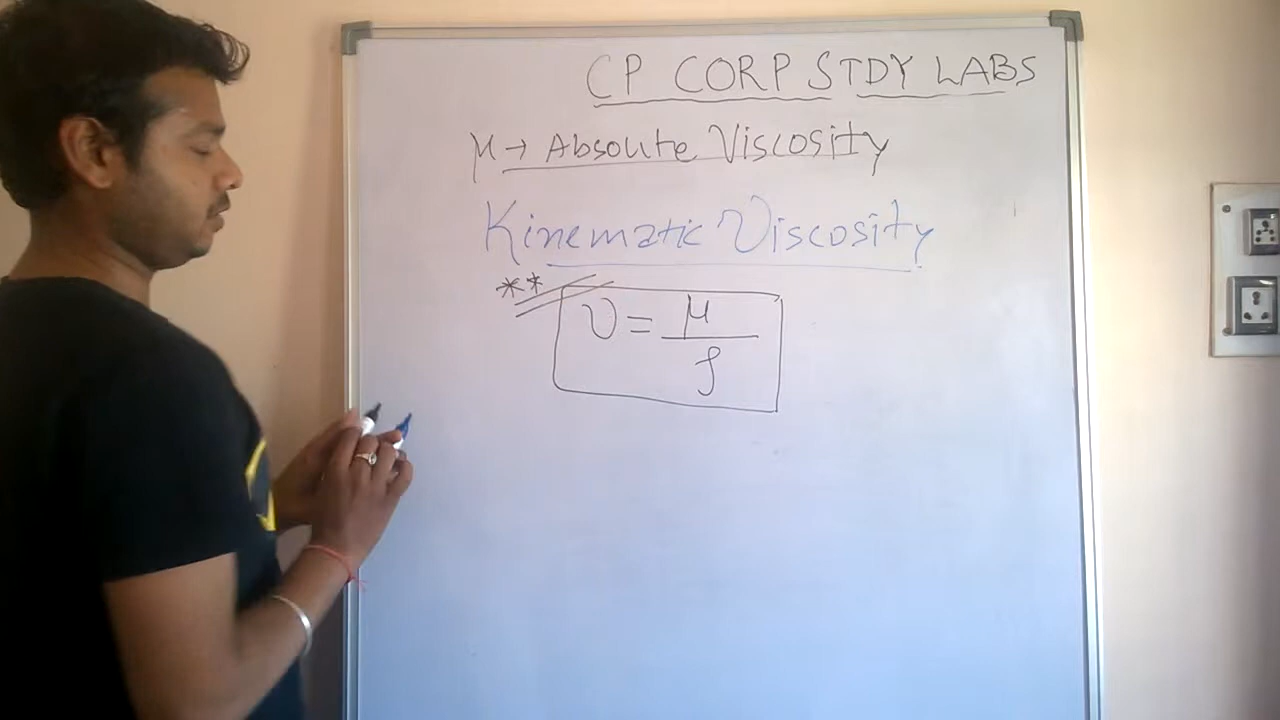 CP CORP STDY LABS
μ → Absolute Viscosity
Kinematic Viscosity
** υ = μ / ρ